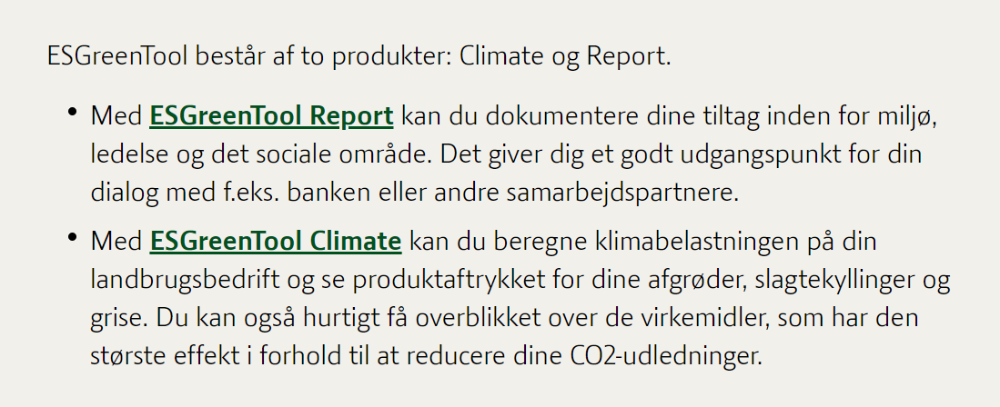 ESGreenTool består af to produkter: Climate og Report.
• Med ESGreenTool Report kan du dokumentere dine tiltag inden for miljø,
ledelse og det sociale område. Det giver dig et godt udgangspunkt for din
dialog med f.eks. banken eller andre samarbejdspartnere.
• Med ESGreenTool Climate kan du beregne klimabelastningen på din
landbrugsbedrift og se produktaftrykket for dine afgrøder, slagtekyllinger og
grise. Du kan også hurtigt få overblikket over de virkemidler, som har den
største effekt i forhold til at reducere dine CO2-udledninger.